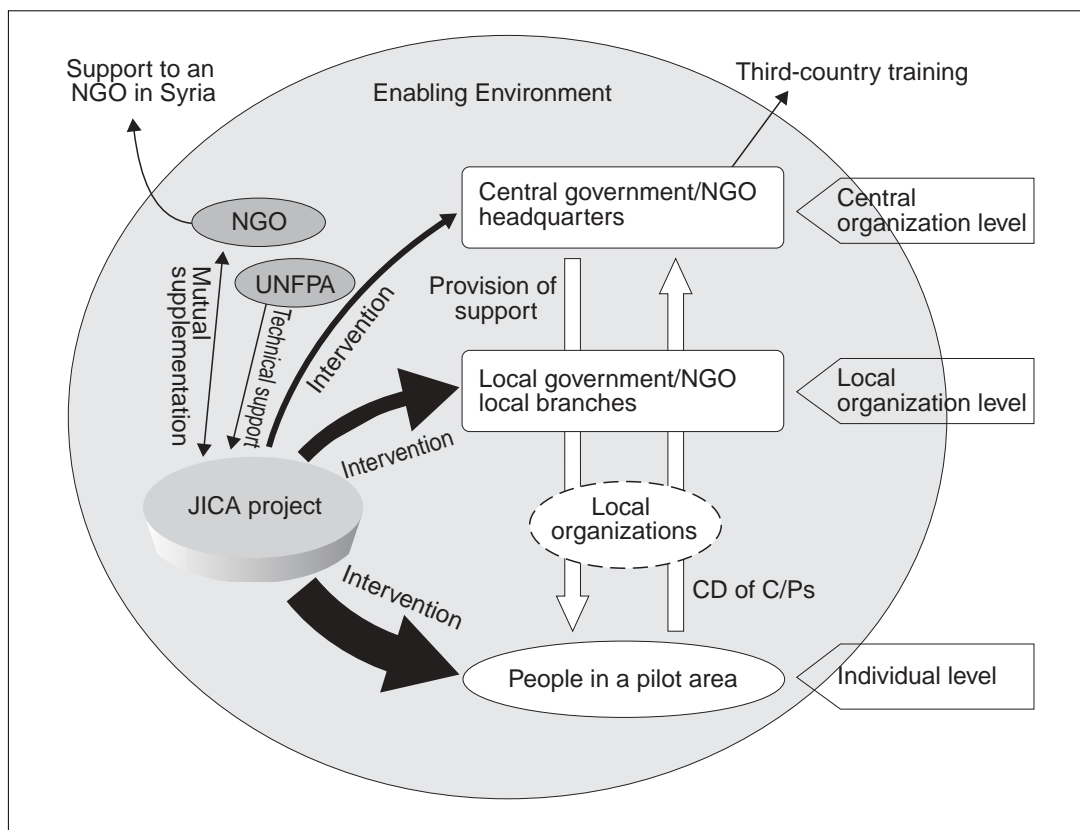 Support to an
NGO in Syria
Enabling Environment
Third-country training
NGO
Central government/NGO
headquarters
Central
organization level
Mutual
supplementation
UNFPA
Technical support
Intervention
Provision of
support
Local government/NGO
local branches
Local
organization level
Intervention
JICA project
Local
organizations
Intervention
CD of C/Ps
People in a pilot area
Individual level